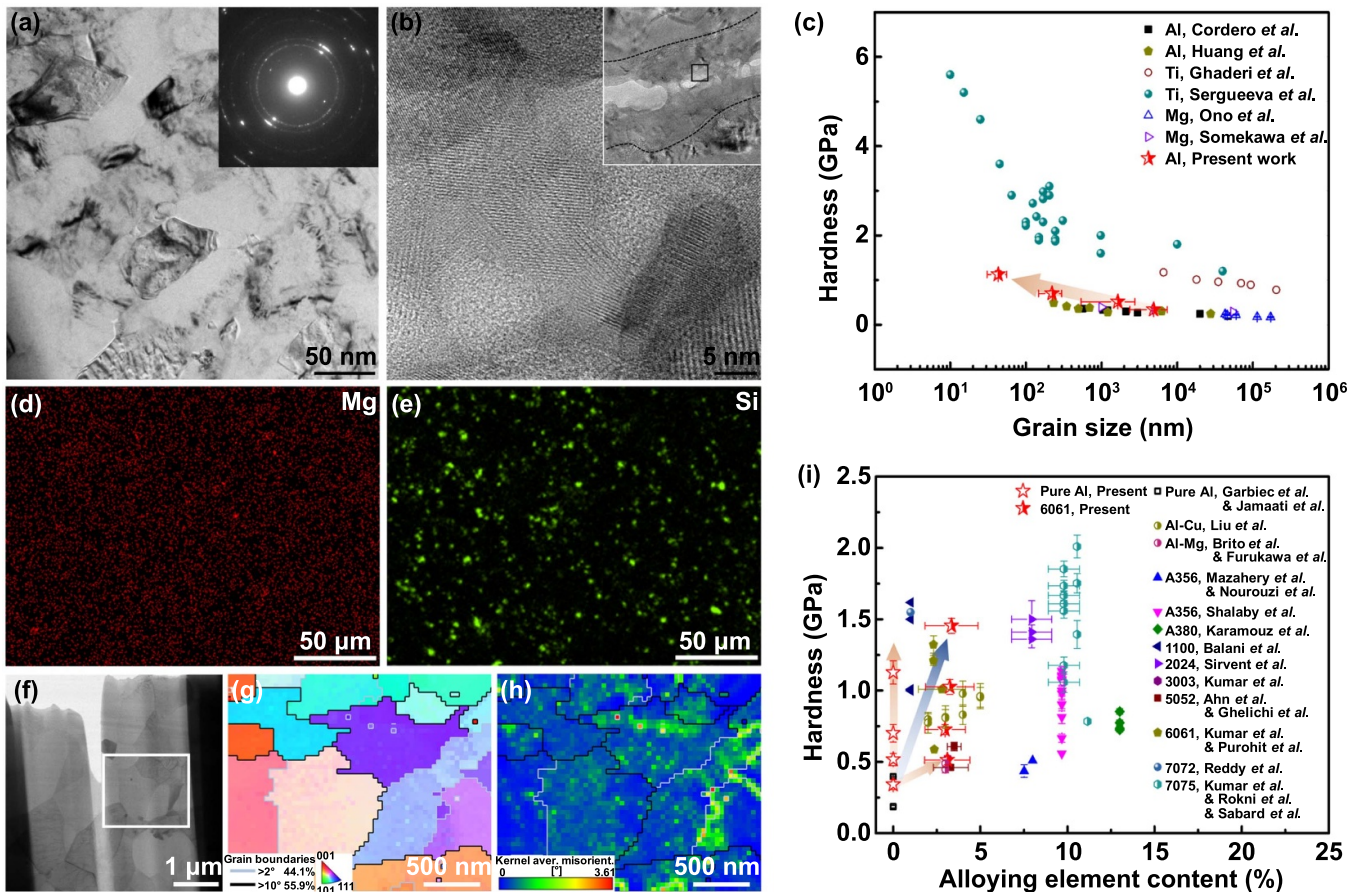 (a)
50 nm
(b)
5 nm
(c)
Al, Cordero et al.
Al, Huang et al.
Ti, Ghaderi et al.
Ti, Sergueeva et al.
Mg, Ono et al.
Mg, Somekawa et al.
Al, Present work
Hardness (GPa)
6
4
2
0
10⁰ 10¹ 10² 10³ 10⁴ 10⁵ 10⁶
Grain size (nm)
(d)
Mg
50 µm
(e)
Si
50 µm
(f)
1 µm
(g)
Grain boundaries
>2° 44.1%
>10° 55.9%
001
101 111
500 nm
(h)
Kernel aver. misorient.
[°]
0 3.61
500 nm
(i)
Pure Al, Present
6061, Present
Pure Al, Garbiec et al.
& Jamaati et al.
Al-Cu, Liu et al.
Al-Mg, Brito et al.
& Furukawa et al.
A356, Mazahery et al.
& Nourouzi et al.
A356, Shalaby et al.
A380, Karamouz et al.
1100, Balani et al.
2024, Sirvent et al.
3003, Kumar et al.
5052, Ahn et al.
& Ghelichi et al.
6061, Kumar et al.
& Purohit et al.
7072, Reddy et al.
7075, Kumar et al.
& Rokni et al.
& Sabard et al.
Hardness (GPa)
2.5
2.0
1.5
1.0
0.5
0.0
0 5 10 15 20 25
Alloying element content (%)